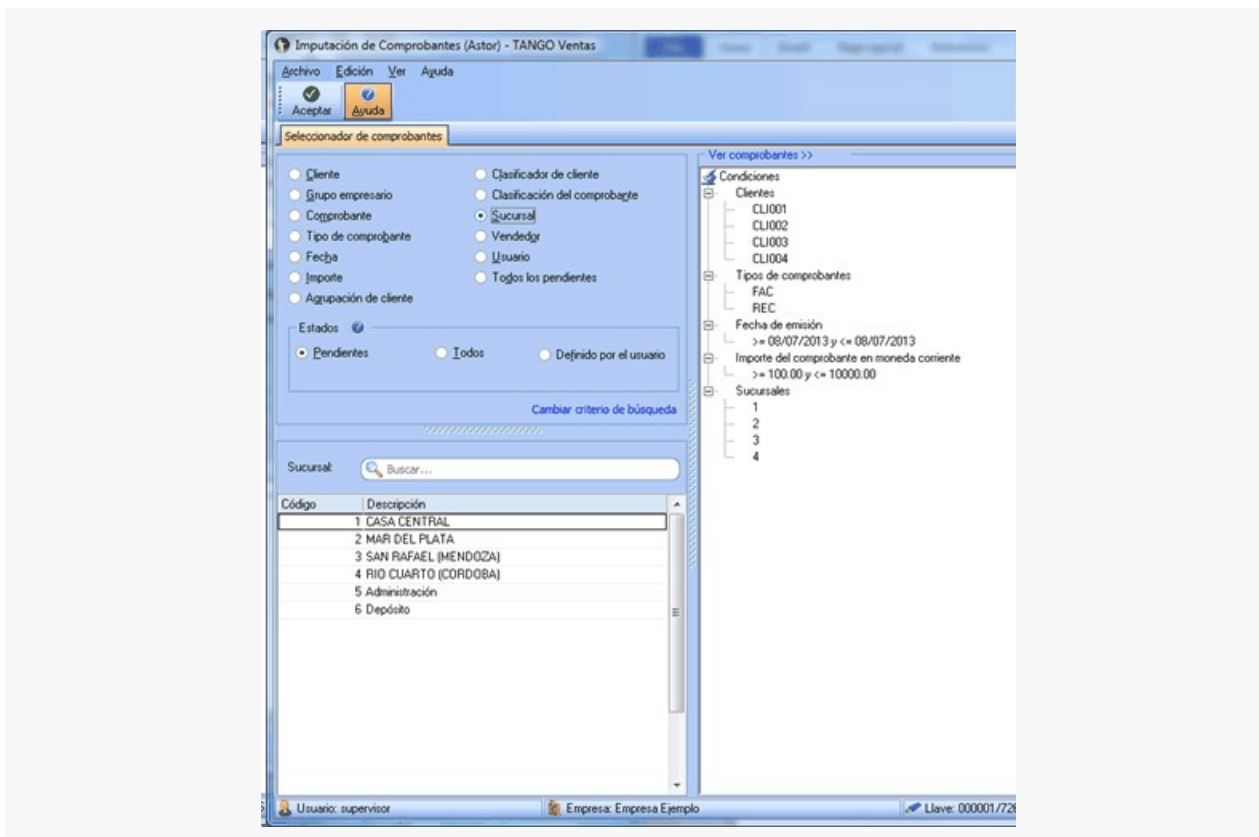 Imputación de Comprobantes (Astor) - TANGO Ventas
Archivo Edición Ver Ayuda
Aceptar Ayuda
Seleccionador de comprobantes
Cliente
Grupo empresario
Comprobante
Tipo de comprobante
Fecha
Importe
Agrupación de cliente
Clasificador de cliente
Clasificación del comprobante
Sucursal
Vendedor
Usuario
Todos los pendientes
Estados
Pendientes Todos Definido por el usuario
Cambiar criterio de búsqueda
Sucursal: Buscar...
Código Descripción
1 CASA CENTRAL
2 MAR DEL PLATA
3 SAN RAFAEL (MENDOZA)
4 RIO CUARTO (CORDOBA)
5 Administración
6 Depósito
Ver comprobantes >>
Condiciones
Clientes
CLI001
CLI002
CLI003
CLI004
Tipos de comprobantes
FAC
REC
Fecha de emisión
>= 08/07/2013 y <= 08/07/2013
Importe del comprobante en moneda corriente
>= 100.00 y <= 10000.00
Sucursales
1
2
3
4
Usuario: supervisor Empresa: Empresa Ejemplo Llave: 000001/726